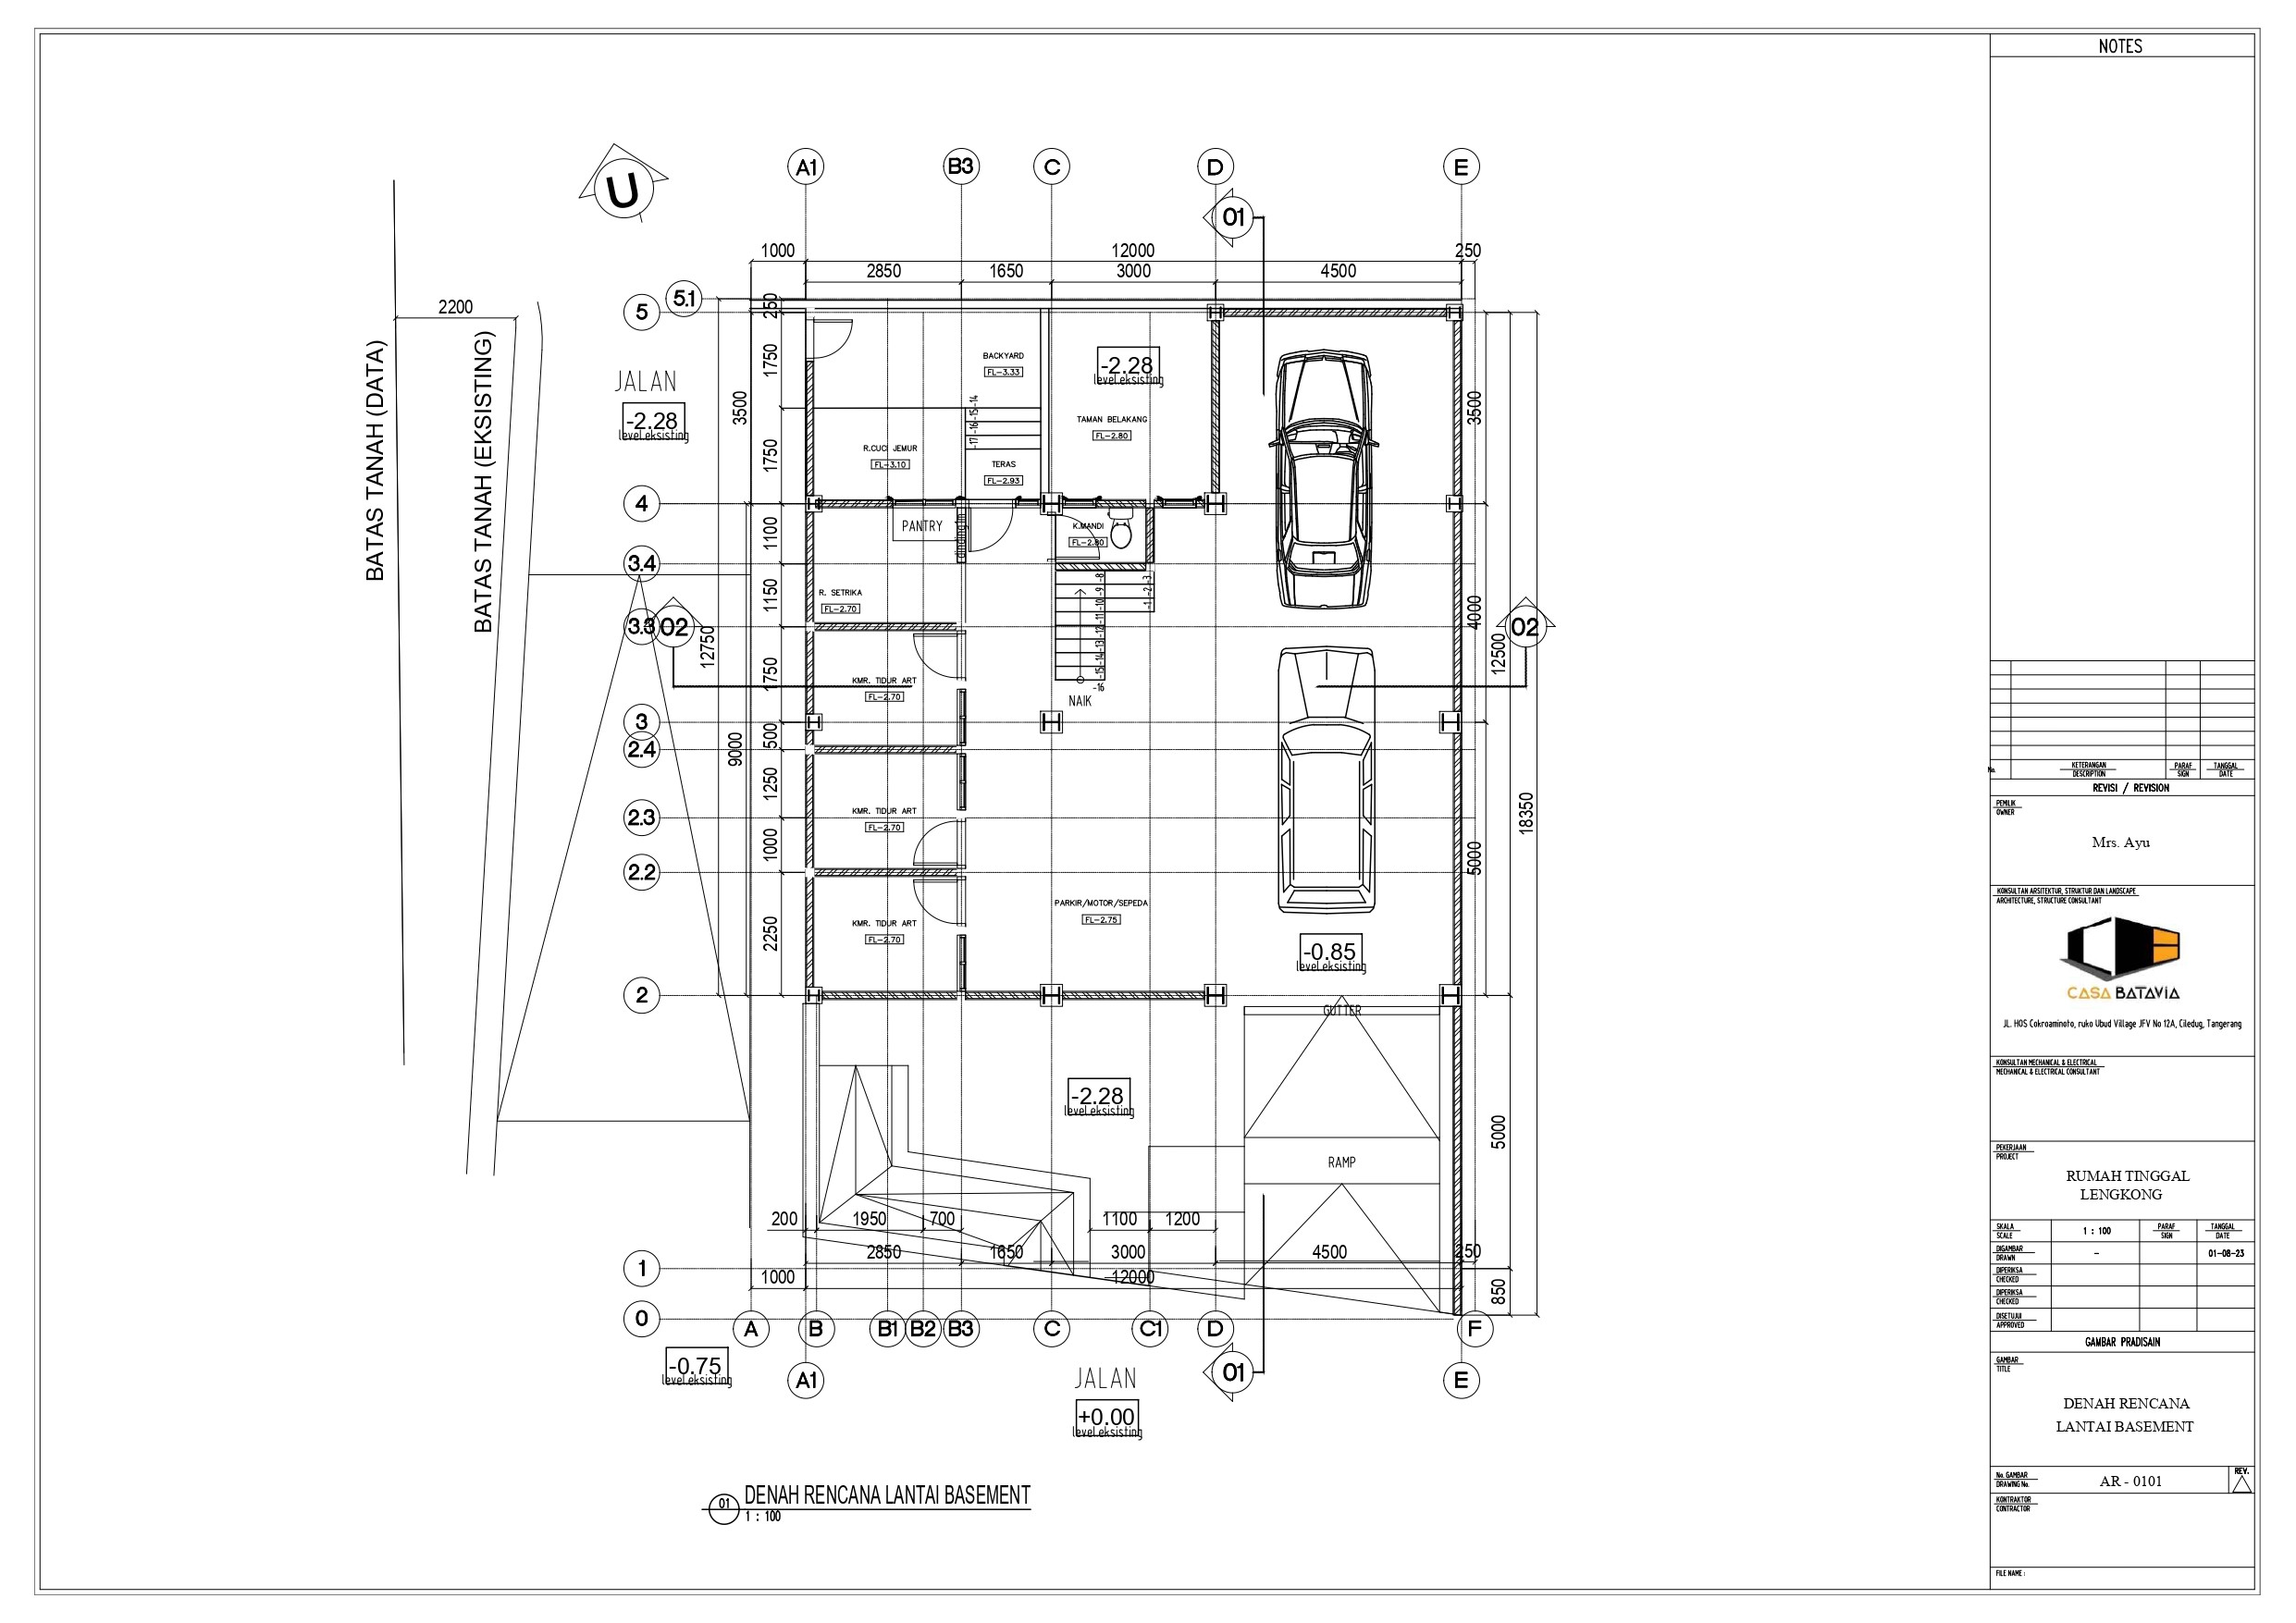 NOTES
U
A1
B3
C
D
E
01
1000
12000
250
2850
1650
3000
4500
5
5.1
2200
250
BATAS TANAH (DATA)
BATAS TANAH (EKSISTING)
JALAN
-2.28
level eksisting
1750
3500
1750
BACKYARD
FL-3.33
-2.28
level eksisting
TAMAN BELAKANG
FL-2.80
-17 -16 -15 -14
R.CUCI JEMUR
FL-3.10
TERAS
FL-2.93
3500
4
1100
PANTRY
K.MANDI
FL-2.80
3.4
1150
R. SETRIKA
FL-2.70
-15 -14 -13 -12 -11 -10 -9 -8
-1 -2 -3
4000
3.3
02
02
12750
12500
1750
KMR. TIDUR ART
FL-2.70
-16
NAIK
3
500
2.4
9000
1250
2.3
KMR. TIDUR ART
FL-2.70
18350
1000
5000
2.2
2250
KMR. TIDUR ART
FL-2.70
PARKIR/MOTOR/SEPEDA
FL-2.75
-0.85
level eksisting
2
GUTTER
-2.28
level eksisting
5000
RAMP
200
1950
700
1100
1200
2850
1650
3000
4500
250
1
1000
12000
850
0
A
B
B1
B2
B3
C
C1
D
F
-0.75
level eksisting
A1
JALAN
+0.00
level eksisting
01
E
01
DENAH RENCANA LANTAI BASEMENT
1 : 100
No.
KETERANGAN
DESCRIPTION
PARAF
SIGN
TANGGAL
DATE
REVISI / REVISION
PEMILIK
OWNER
Mrs. Ayu
KONSULTAN ARSITEKTUR, STRUKTUR DAN LANDSCAPE
ARCHITECTURE, STRUCTURE CONSULTANT
CASA BATAVIA
JL. HOS Cokroaminoto, ruko Ubud Village JFV No 12A, Ciledug, Tangerang
KONSULTAN MECHANICAL & ELECTRICAL
MECHANICAL & ELECTRICAL CONSULTANT
PEKERJAAN
PROJECT
RUMAH TINGGAL
LENGKONG
SKALA
SCALE
1 : 100
PARAF
SIGN
TANGGAL
DATE
DIGAMBAR
DRAWN
-
01-08-23
DIPERIKSA
CHECKED
DIPERIKSA
CHECKED
DISETUJUI
APPROVED
GAMBAR PRADISAIN
GAMBAR
TITLE
DENAH RENCANA
LANTAI BASEMENT
No. GAMBAR
DRAWING No.
AR - 0101
REV.
KONTRAKTOR
CONTRACTOR
FILE NAME :